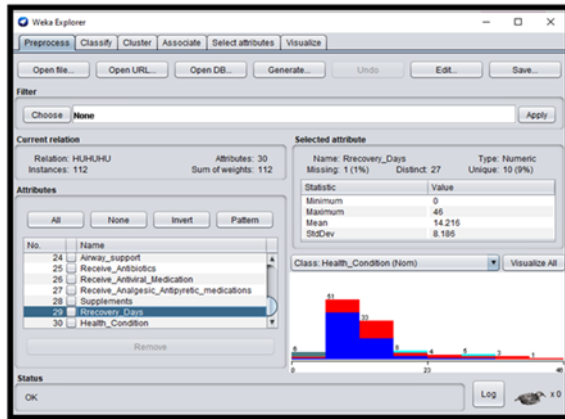 Weka Explorer
Preprocess Classify Cluster Associate Select attributes Visualize
Open file... Open URL... Open DB... Generate... Undo Edit... Save...
Filter
Choose None Apply
Current relation
Relation: HUHUHU Attributes: 30
Instances: 112 Sum of weights: 112
Attributes
All None Invert Pattern
No. Name
24 Airway_support
25 Receive_Antibiotics
26 Receive_Antiviral_Medication
27 Receive_Analgesic_Antipyretic_medications
28 Supplements
29 Rrecovery_Days
30 Health_Condition
Remove
Selected attribute
Name: Rrecovery_Days Type: Numeric
Missing: 1 (1%) Distinct: 27 Unique: 10 (9%)
Statistic Value
Minimum 0
Maximum 46
Mean 14.216
StdDev 8.186
Class: Health_Condition (Nom) Visualize All
51
33
4
1
0 23 46
Status
OK
Log x 0